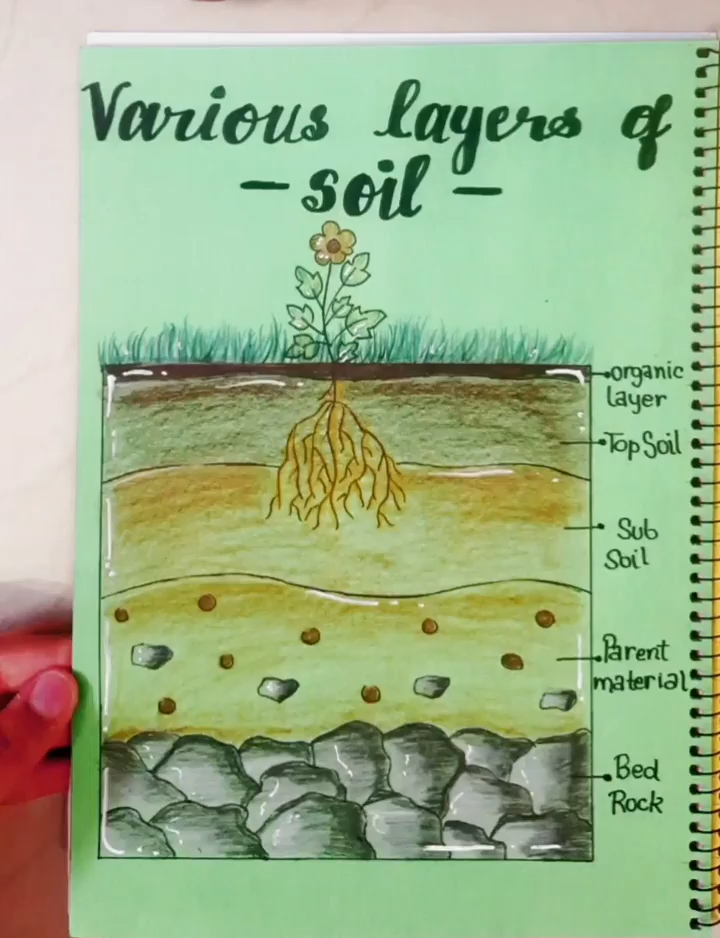 Various layers of
- soil -
organic
layer
Top Soil
Sub
Soil
Parent
material
Bed
Rock